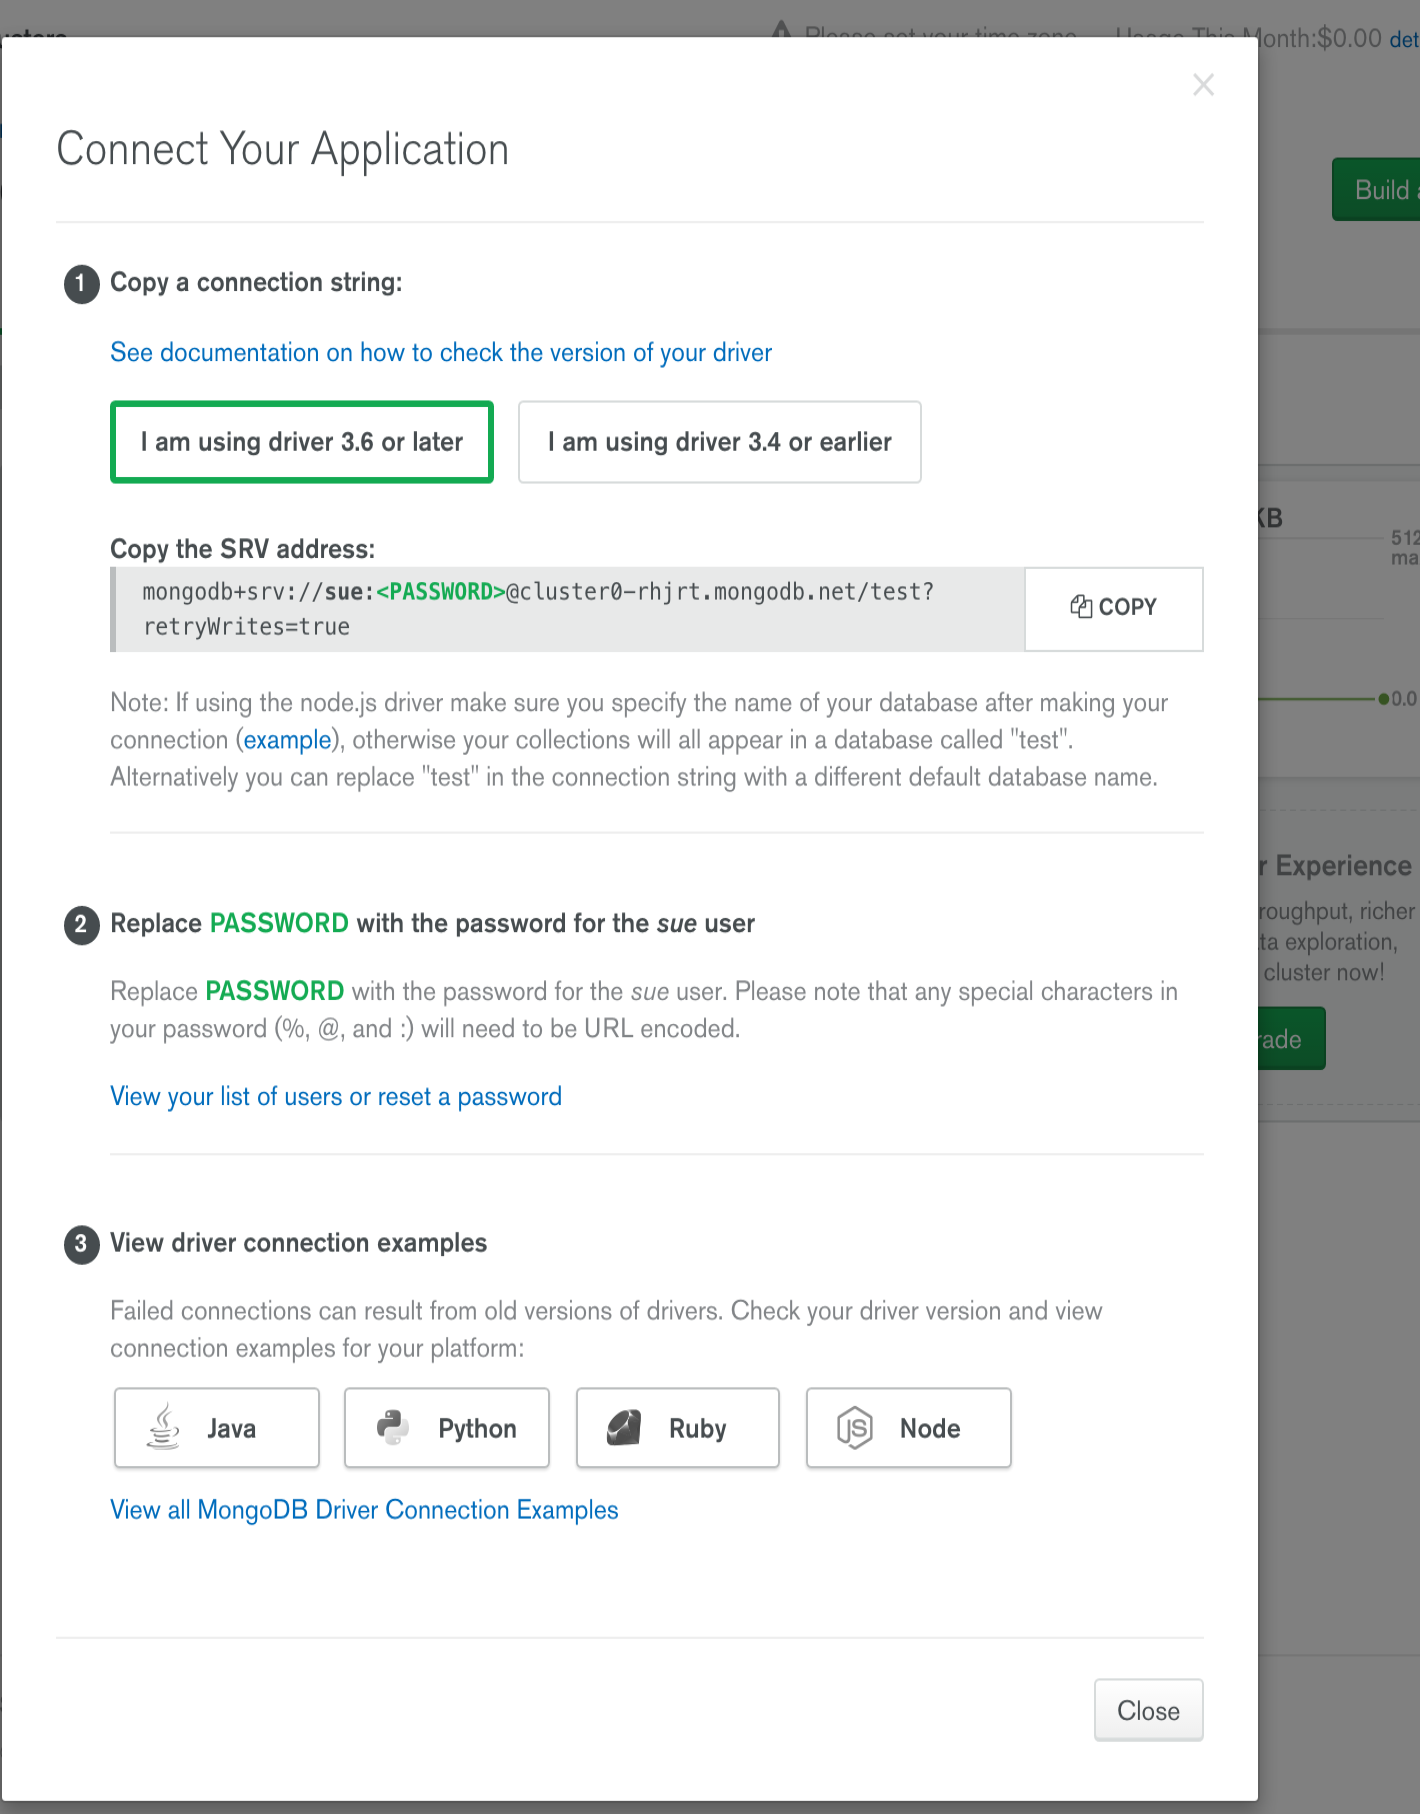 Month:$0.00 det
Connect Your Application
Build
1 Copy a connection string:
See documentation on how to check the version of your driver
I am using driver 3.6 or later
I am using driver 3.4 or earlier
Copy the SRV address:
mongodb+srv://sue:<PASSWORD>@cluster0-rhjrt.mongodb.net/test?
retryWrites=true
COPY
KB
512
ma
0.0
Note: If using the node.js driver make sure you specify the name of your database after making your
connection (example), otherwise your collections will all appear in a database called "test".
Alternatively you can replace "test" in the connection string with a different default database name.
r Experience
roughput, richer
ta exploration,
cluster now!
rade
2 Replace PASSWORD with the password for the sue user
Replace PASSWORD with the password for the sue user. Please note that any special characters in
your password (%, @, and :) will need to be URL encoded.
View your list of users or reset a password
3 View driver connection examples
Failed connections can result from old versions of drivers. Check your driver version and view
connection examples for your platform:
Java
Python
Ruby
JS Node
View all MongoDB Driver Connection Examples
Close